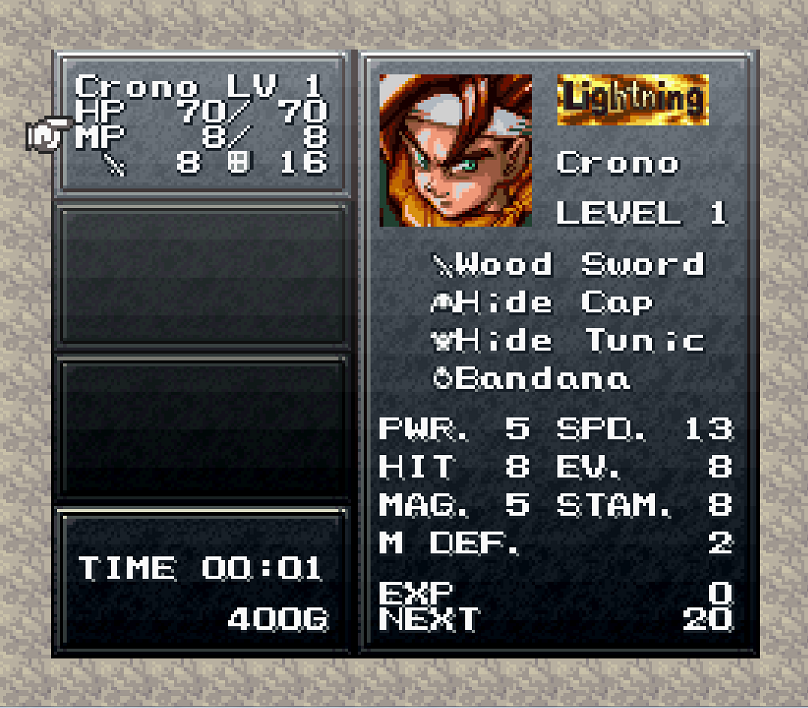 Crono LV 1
HP 70/ 70
MP 8/ 8
8 16
TIME 00:01
400G
Lightning
Crono
LEVEL 1
Wood Sword
Hide Cap
Hide Tunic
Bandana
PWR. 5 SPD. 13
HIT 8 EV. 8
MAG. 5 STAM. 8
M DEF. 2
EXP 0
NEXT 20